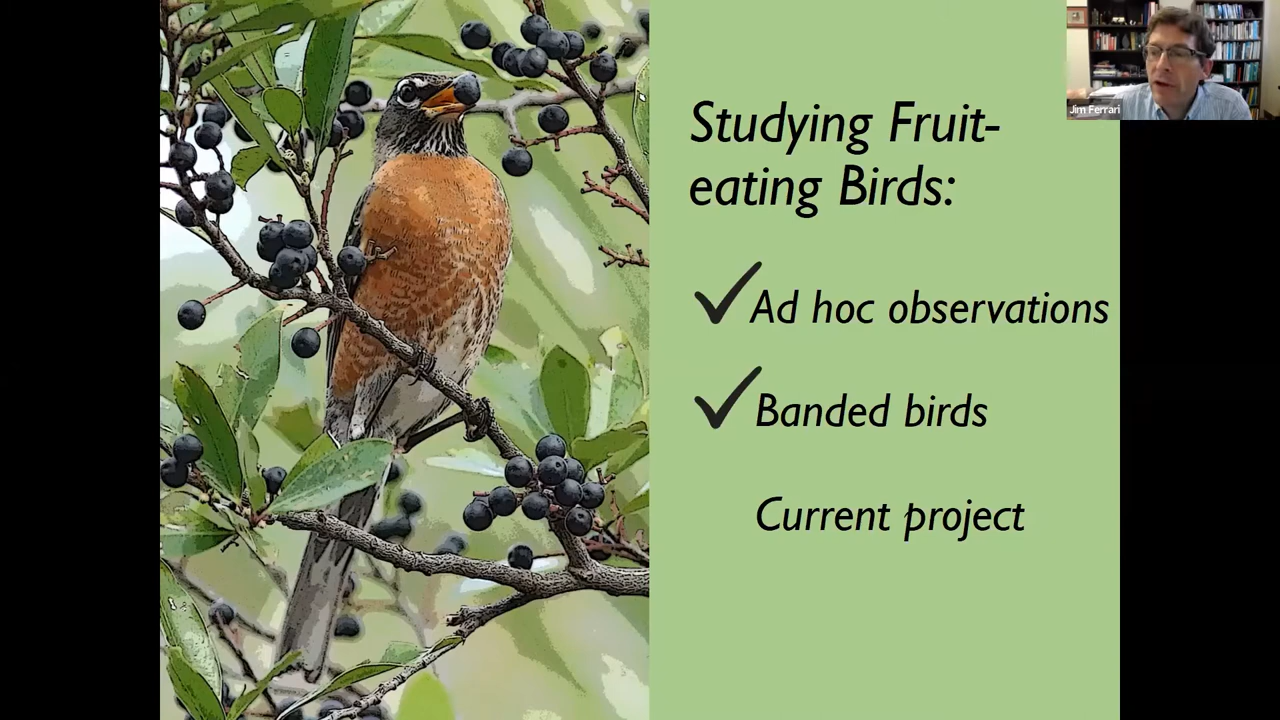 Studying Fruit-
eating Birds:
Ad hoc observations
Banded birds
Current project
Jim Ferrari